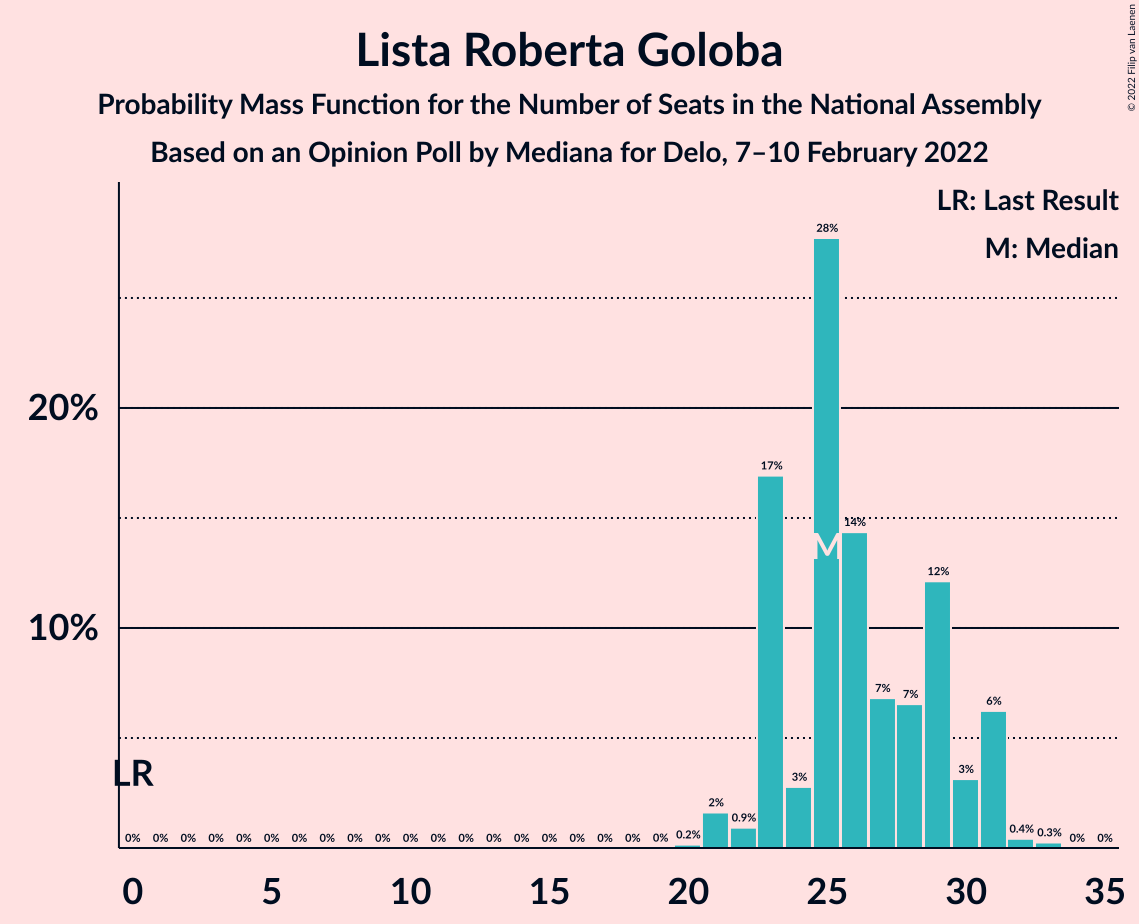 Lista Roberta Goloba
Probability Mass Function for the Number of Seats in the National Assembly
Based on an Opinion Poll by Mediana for Delo, 7–10 February 2022
© 2022 Filip van Laenen
LR: Last Result
M: Median
20%
10%
LR
M
0% 0% 0% 0% 0% 0% 0% 0% 0% 0% 0% 0% 0% 0% 0% 0% 0% 0% 0% 0% 0.2% 2% 0.9% 17% 3% 28% 14% 7% 7% 12% 3% 6% 0.4% 0.3% 0% 0%
0 5 10 15 20 25 30 35